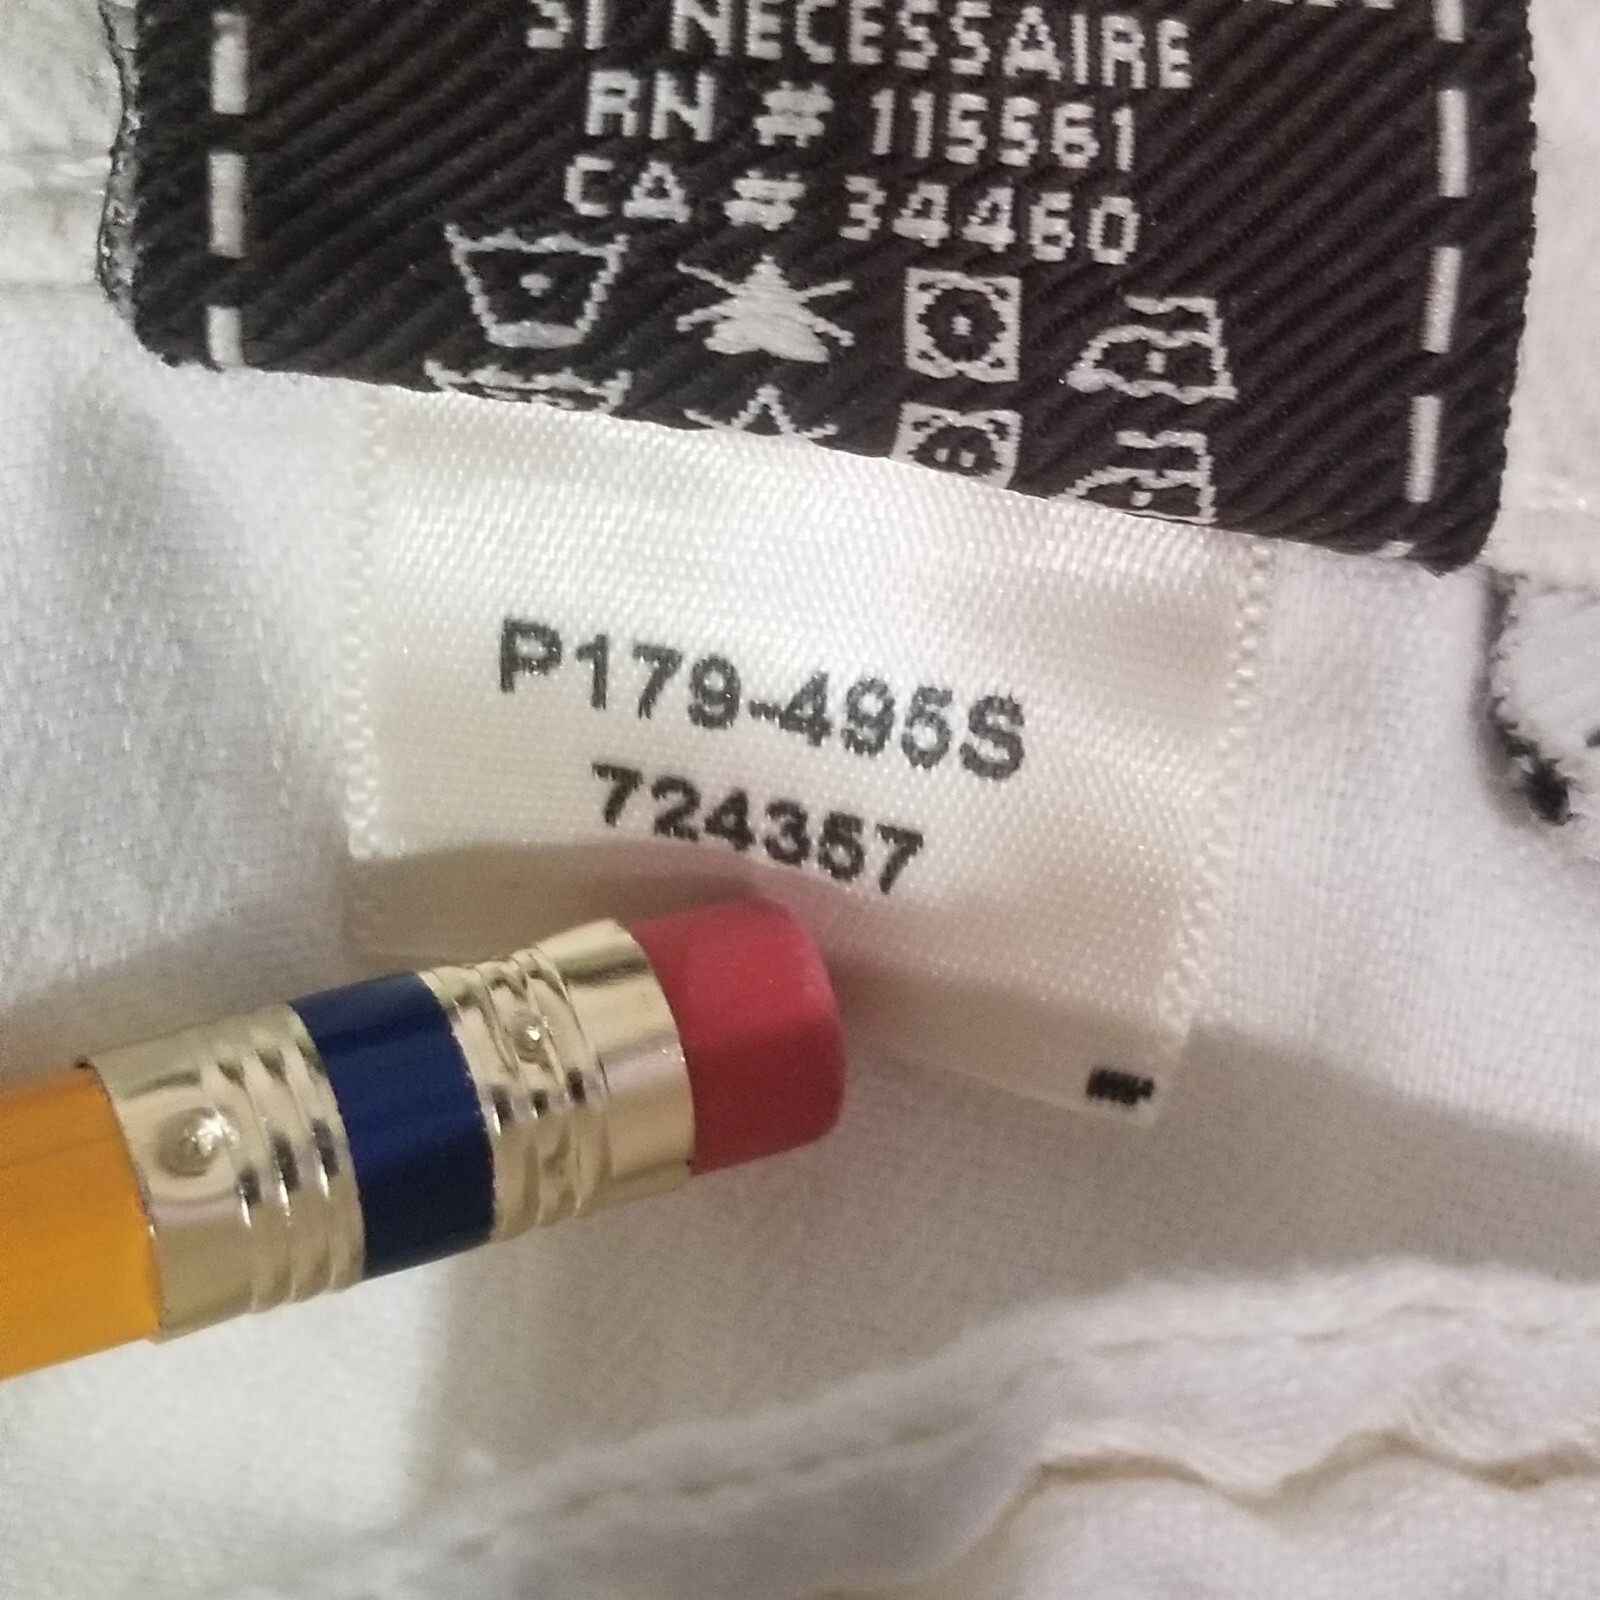 SI NECESSAIRE
RN # 115561
CA # 34460
P179-495S
724357